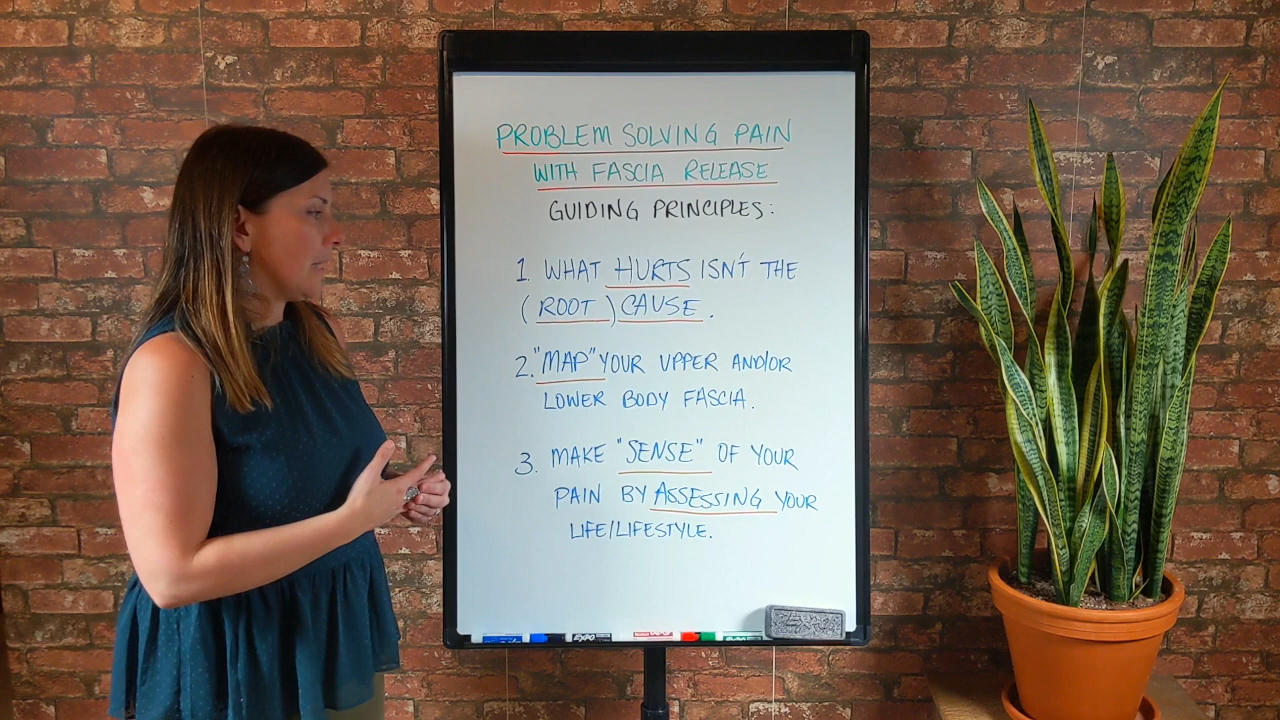 PROBLEM SOLVING PAIN
WITH FASCIA RELEASE
GUIDING PRINCIPLES:
1. WHAT HURTS ISN'T THE
(ROOT) CAUSE.
2. "MAP" YOUR UPPER AND/OR
LOWER BODY FASCIA.
3. MAKE "SENSE" OF YOUR
PAIN BY ASSESSING YOUR
LIFE/LIFESTYLE.
EXPO